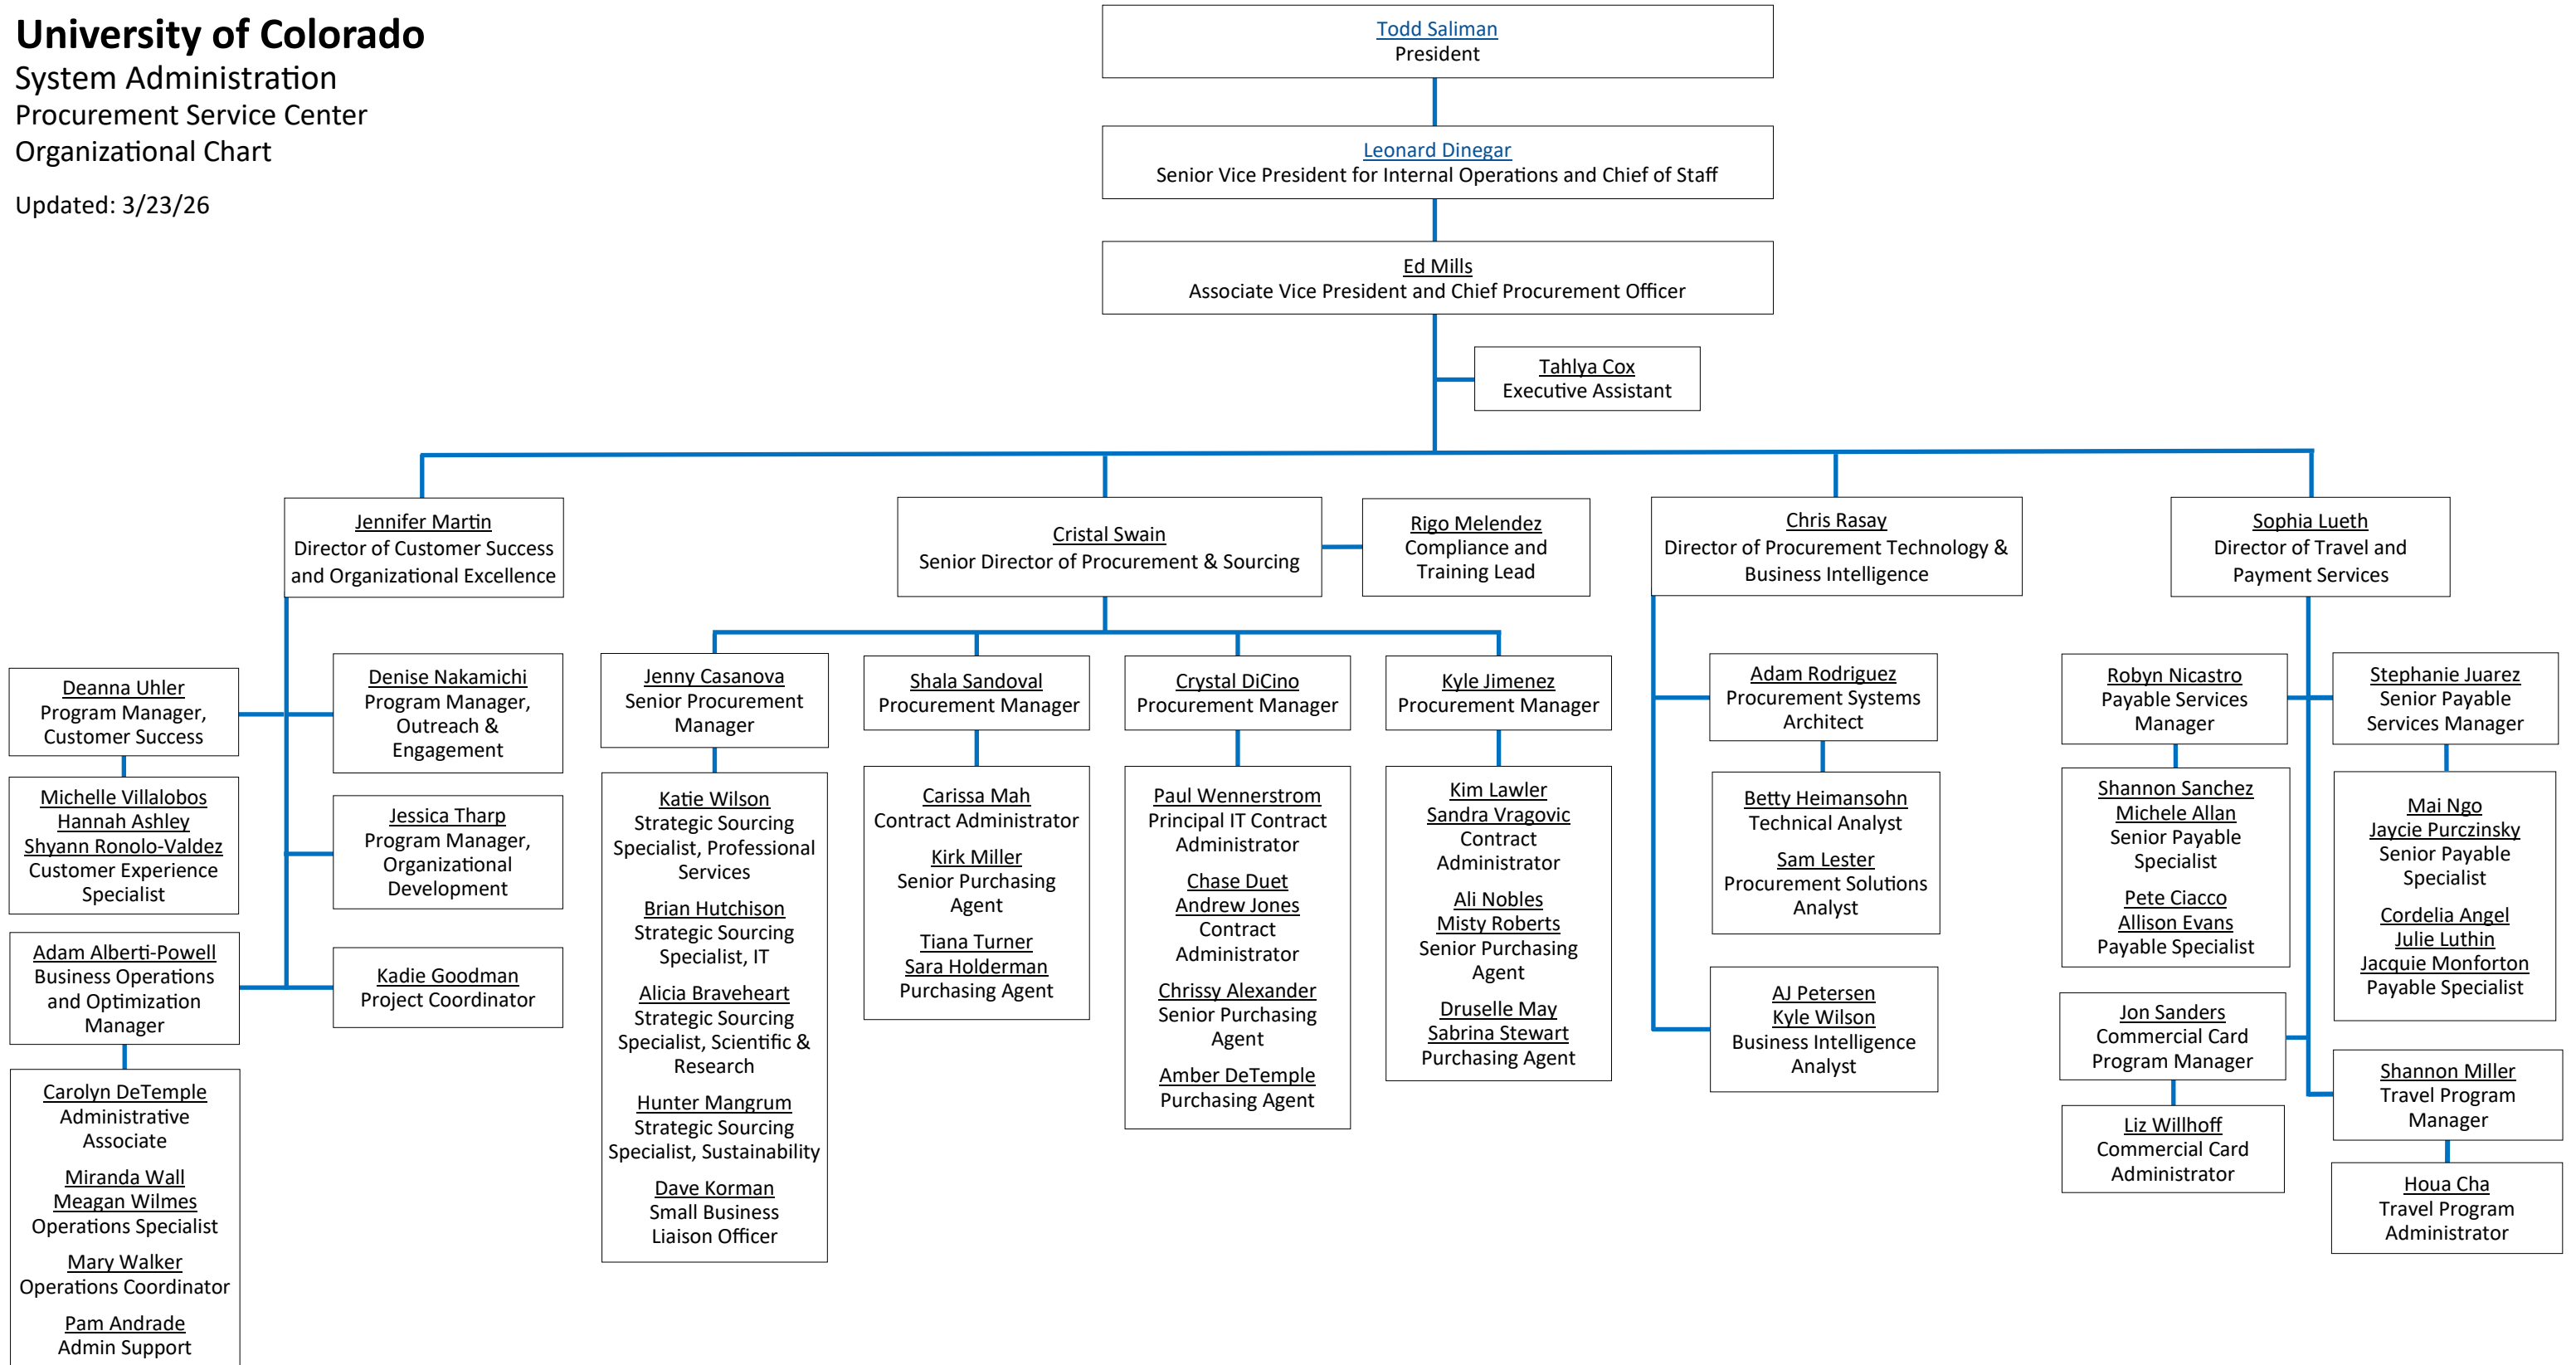 University of Colorado
System Administration
Procurement Service Center
Organizational Chart
Updated: 3/23/26
Todd Saliman
President
Leonard Dinegar
Senior Vice President for Internal Operations and Chief of Staff
Ed Mills
Associate Vice President and Chief Procurement Officer
Tahlya Cox
Executive Assistant
Jennifer Martin
Director of Customer Success
and Organizational Excellence
Cristal Swain
Senior Director of Procurement & Sourcing
Rigo Melendez
Compliance and
Training Lead
Chris Rasay
Director of Procurement Technology &
Business Intelligence
Sophia Lueth
Director of Travel and
Payment Services
Deanna Uhler
Program Manager,
Customer Success
Michelle Villalobos
Hannah Ashley
Shyann Ronolo-Valdez
Customer Experience
Specialist
Adam Alberti-Powell
Business Operations
and Optimization
Manager
Carolyn DeTemple
Administrative
Associate
Miranda Wall
Meagan Wilmes
Operations Specialist
Mary Walker
Operations Coordinator
Pam Andrade
Admin Support
Denise Nakamichi
Program Manager,
Outreach &
Engagement
Jessica Tharp
Program Manager,
Organizational
Development
Kadie Goodman
Project Coordinator
Jenny Casanova
Senior Procurement
Manager
Katie Wilson
Strategic Sourcing
Specialist, Professional
Services
Brian Hutchison
Strategic Sourcing
Specialist, IT
Alicia Braveheart
Strategic Sourcing
Specialist, Scientific &
Research
Hunter Mangrum
Strategic Sourcing
Specialist, Sustainability
Dave Korman
Small Business
Liaison Officer
Shala Sandoval
Procurement Manager
Carissa Mah
Contract Administrator
Kirk Miller
Senior Purchasing
Agent
Tiana Turner
Sara Holderman
Purchasing Agent
Crystal DiCino
Procurement Manager
Paul Wennerstrom
Principal IT Contract
Administrator
Chase Duet
Andrew Jones
Contract
Administrator
Chrissy Alexander
Senior Purchasing
Agent
Amber DeTemple
Purchasing Agent
Kyle Jimenez
Procurement Manager
Kim Lawler
Sandra Vragovic
Contract
Administrator
Ali Nobles
Misty Roberts
Senior Purchasing
Agent
Druselle May
Sabrina Stewart
Purchasing Agent
Adam Rodriguez
Procurement Systems
Architect
Betty Heimansohn
Technical Analyst
Sam Lester
Procurement Solutions
Analyst
AJ Petersen
Kyle Wilson
Business Intelligence
Analyst
Robyn Nicastro
Payable Services
Manager
Shannon Sanchez
Michele Allan
Senior Payable
Specialist
Pete Ciacco
Allison Evans
Payable Specialist
Jon Sanders
Commercial Card
Program Manager
Liz Willhoff
Commercial Card
Administrator
Stephanie Juarez
Senior Payable
Services Manager
Mai Ngo
Jaycie Purczinsky
Senior Payable
Specialist
Cordelia Angel
Julie Luthin
Jacquie Monforton
Payable Specialist
Shannon Miller
Travel Program
Manager
Houa Cha
Travel Program
Administrator